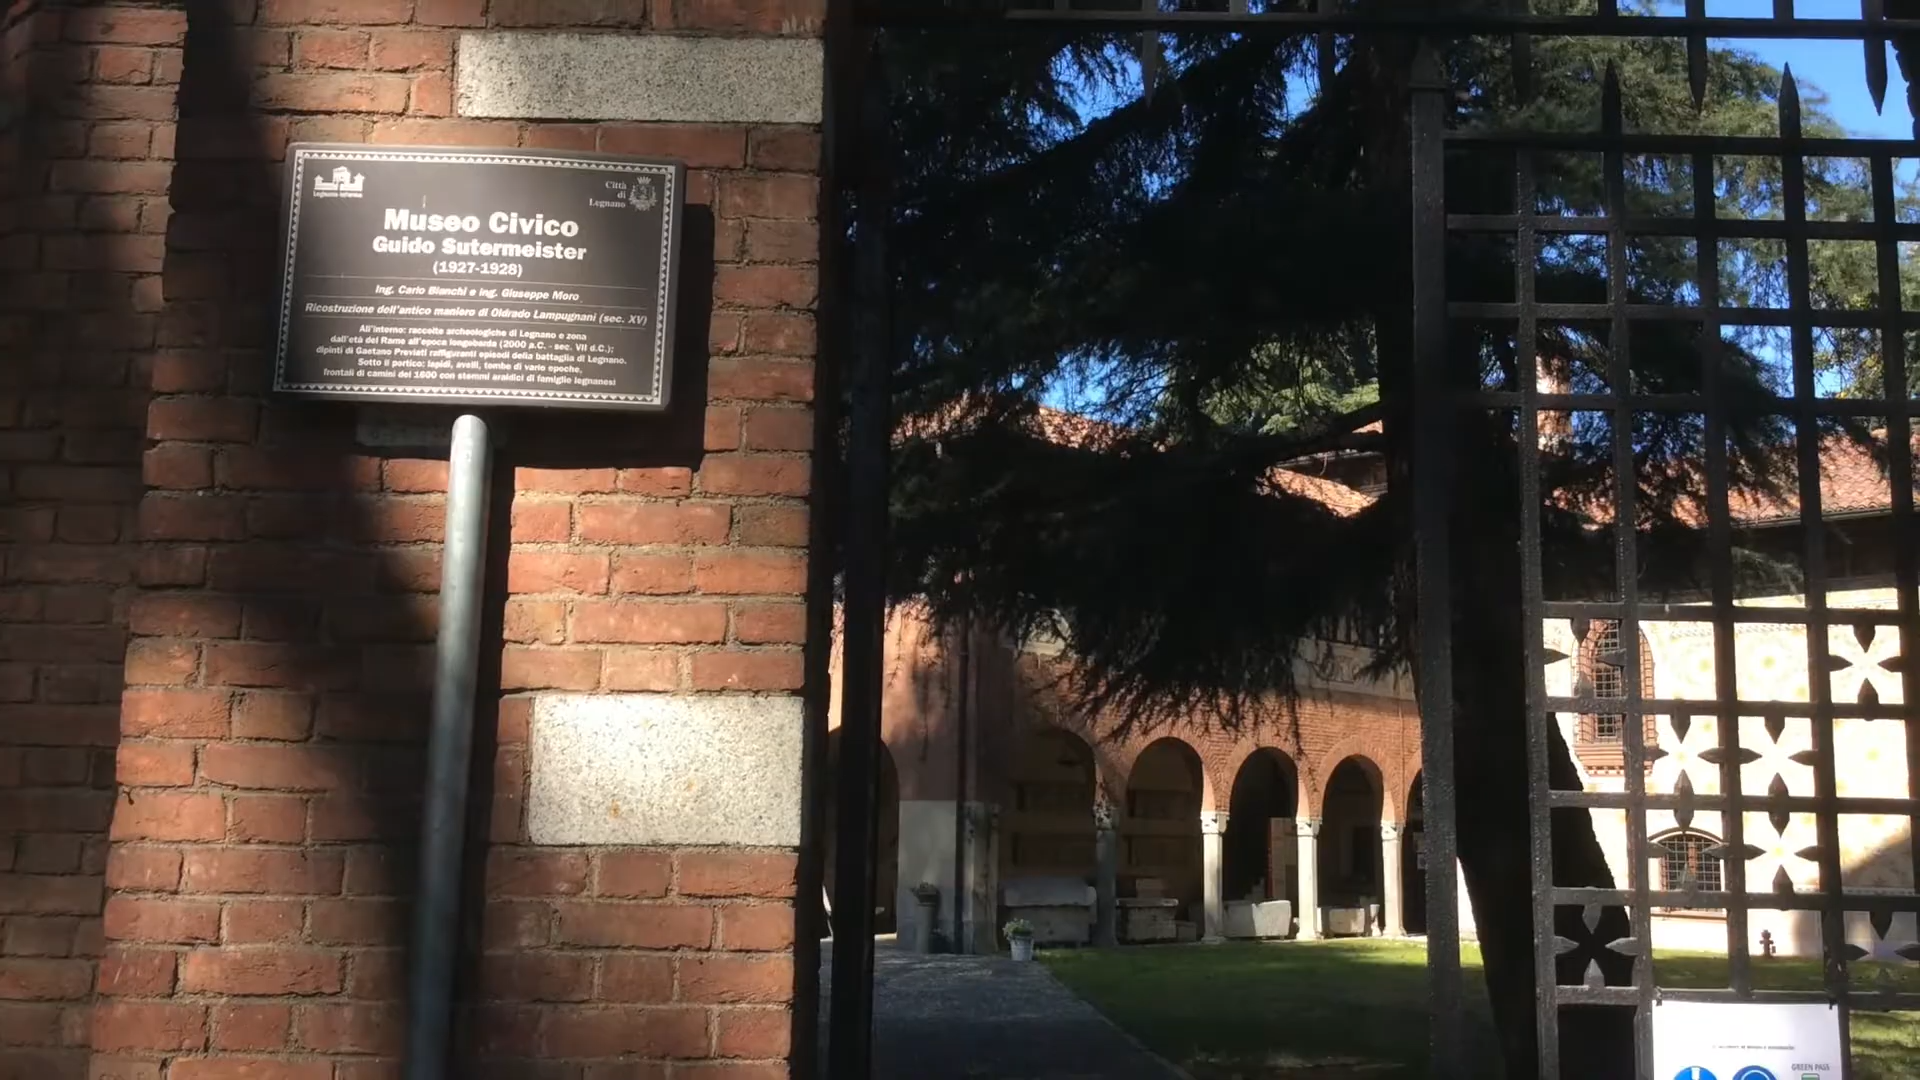 Città
di
Legnano
Museo Civico
Guido Sutermeister
(1927-1928)
Ing. Carlo Bianchi e ing. Giuseppe Moro
Ricostruzione dell'antico maniero di Oldrado Lampugnani (sec. XV)
All'interno: raccolte archeologiche di Legnano e zona
dall'età del Rame all'epoca longobarda (2000 a.C. - sec. VII d.C.);
dipinti di Gaetano Previati raffiguranti episodi della battaglia di Legnano.
Sotto il portico: lapidi, avelli, tombe di varie epoche,
frontali di camini del 1600 con stemmi araldici di famiglie legnanesi
GREEN PASS